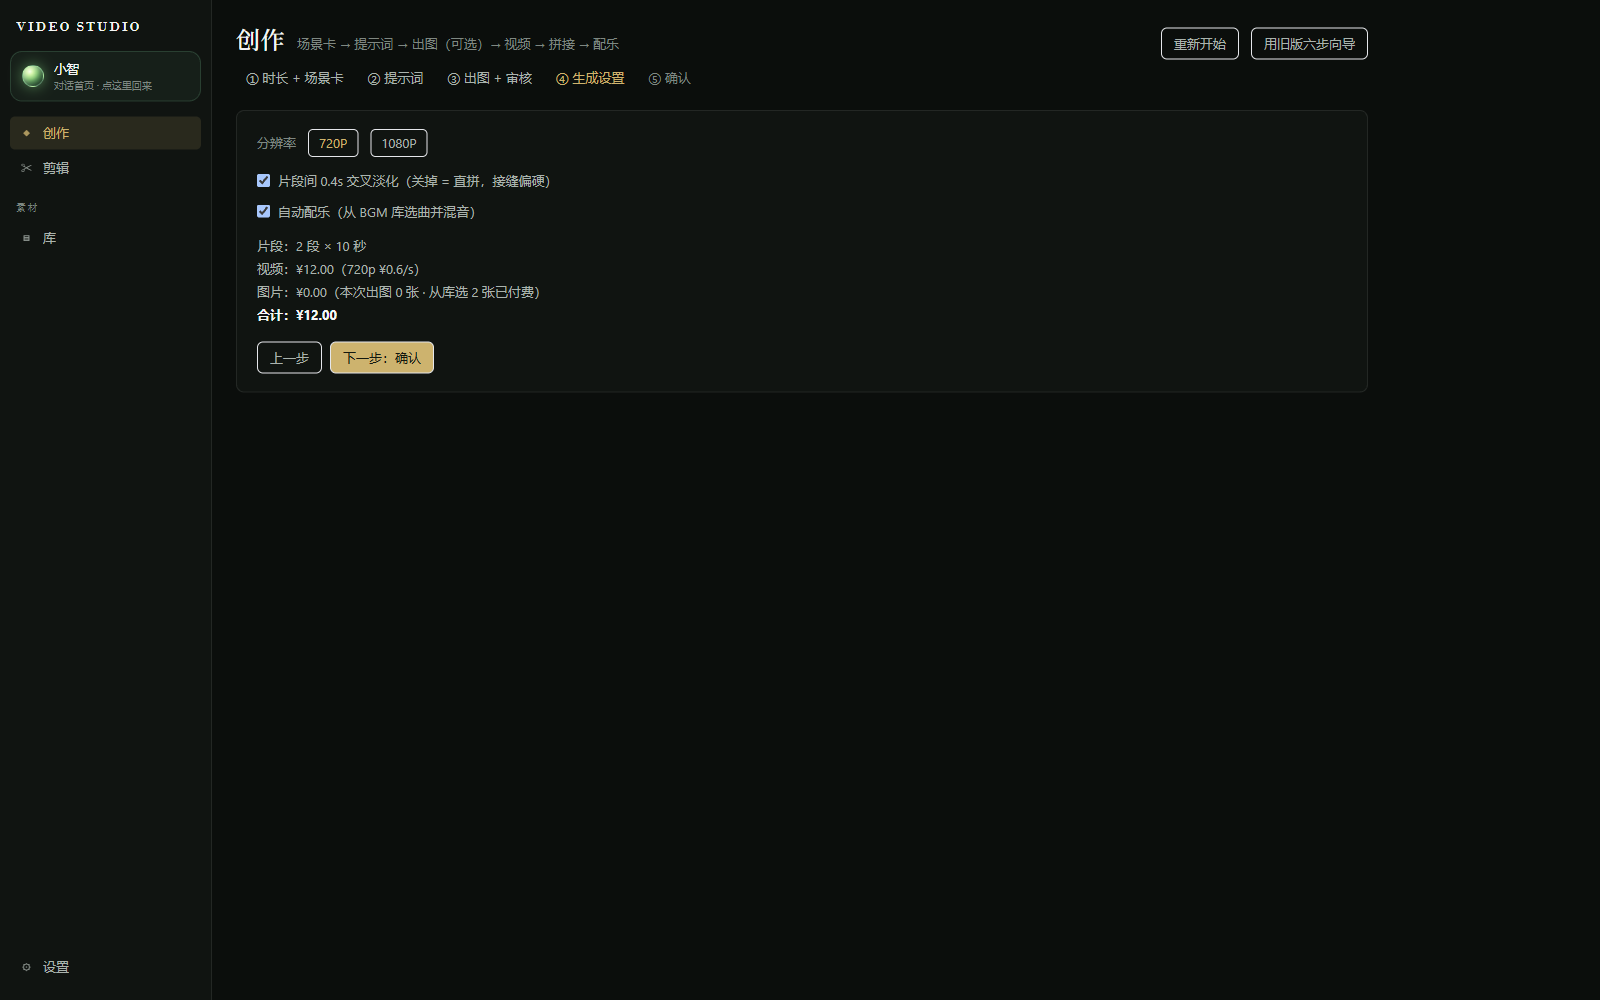 VIDEO STUDIO
小智
对话首页 · 点这里回来
创作
剪辑
素材
库
设置
创作 场景卡 → 提示词 → 出图（可选）→ 视频 → 拼接 → 配乐
重新开始
用旧版六步向导
① 时长 + 场景卡 ② 提示词 ③ 出图 + 审核 ④ 生成设置 ⑤ 确认
分辨率 720P 1080P
片段间 0.4s 交叉淡化（关掉 = 直拼，接缝偏硬）
自动配乐（从 BGM 库选曲并混音）
片段：2 段 × 10 秒
视频：¥12.00（720p ¥0.6/s）
图片：¥0.00（本次出图 0 张 · 从库选 2 张已付费）
合计：¥12.00
上一步 下一步：确认